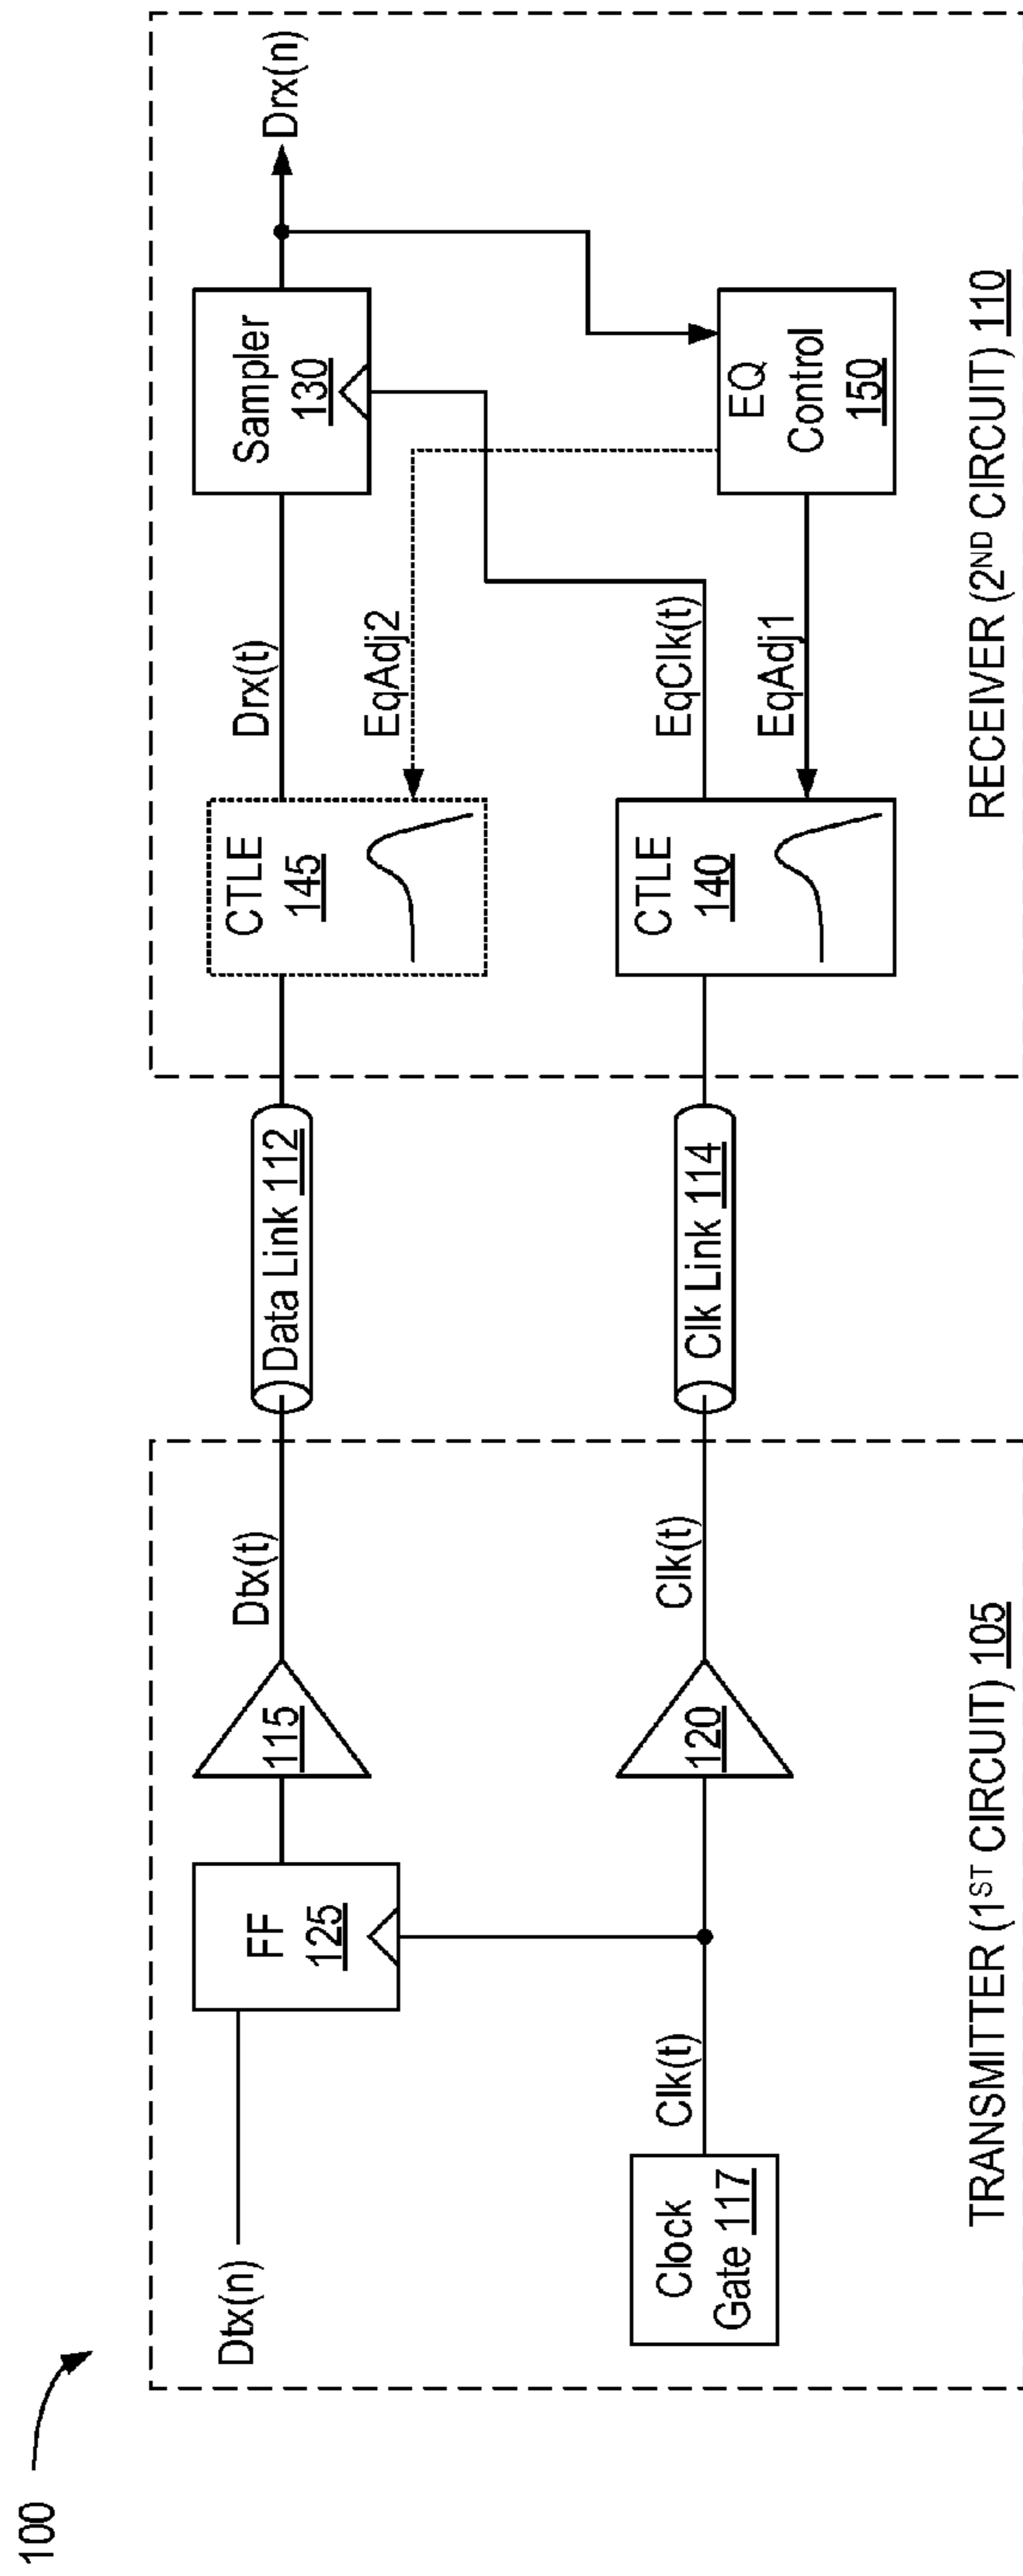 100
Dtx(n)
FF
125
115
Dtx(t)
Data Link 112
CTLE
145
Drx(t)
EqAdj2
Sampler
130
Drx(n)
Clock
Gate 117
Clk(t)
120
Clk(t)
Clk Link 114
CTLE
140
EqClk(t)
EqAdj1
EQ
Control
150
TRANSMITTER (1ST CIRCUIT) 105
RECEIVER (2ND CIRCUIT) 110